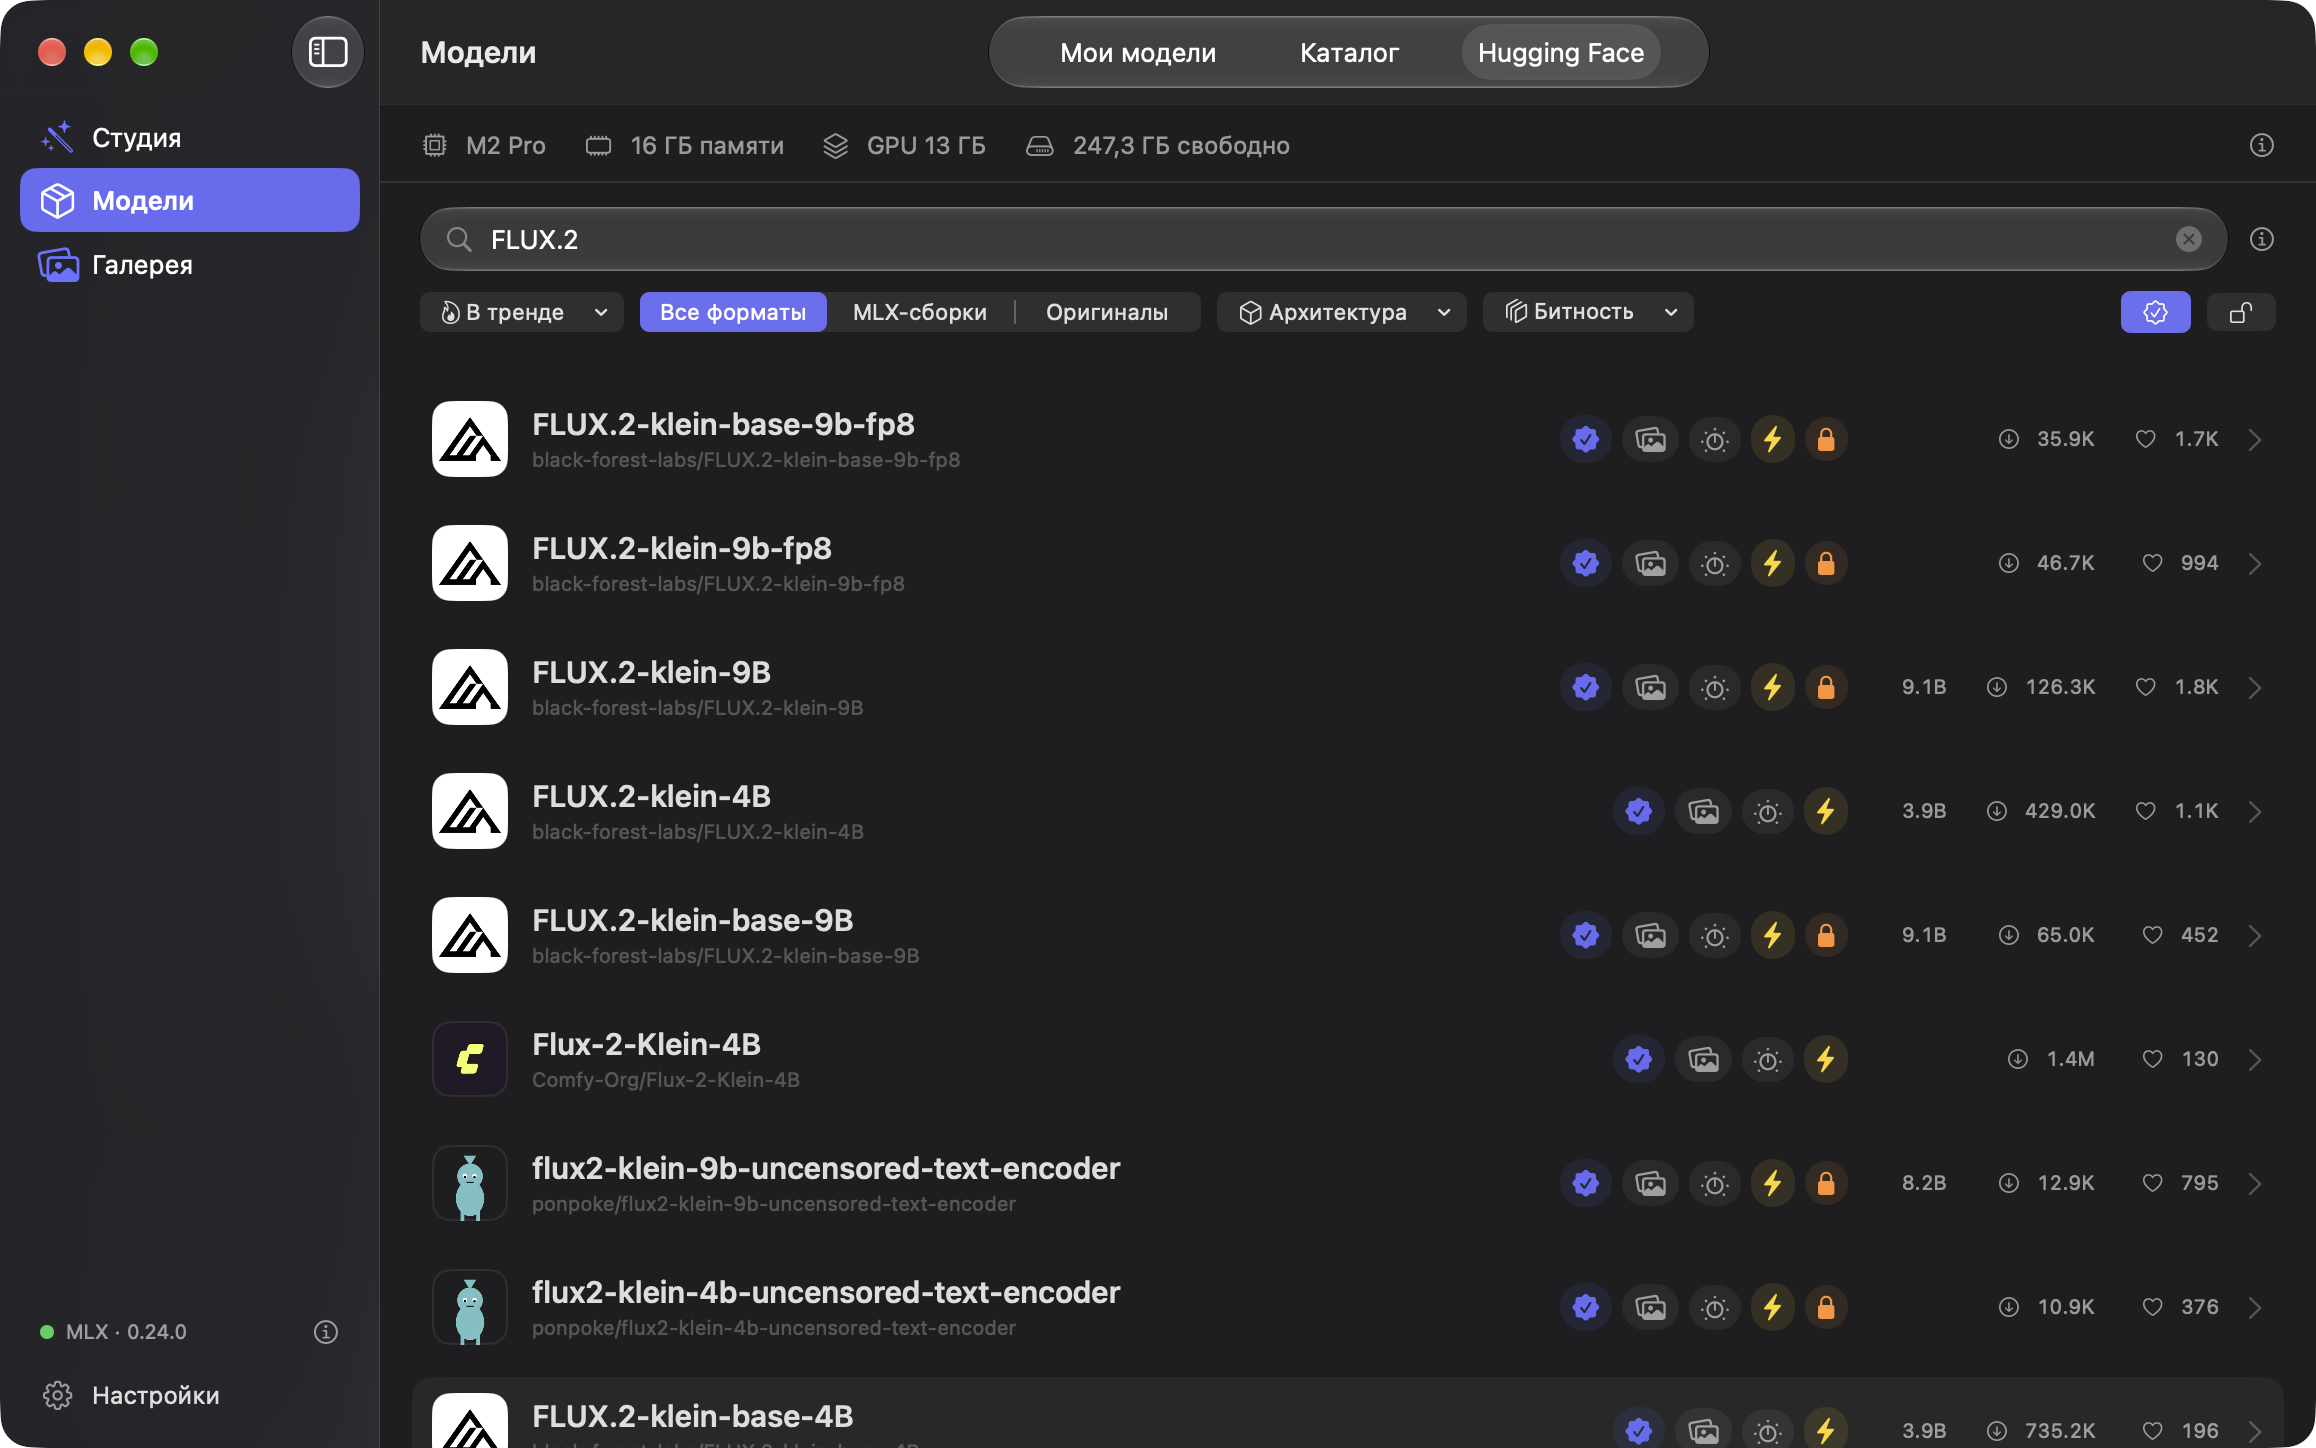 Модели
Мои модели
Каталог
Hugging Face
Студия
Модели
Галерея
M2 Pro
16 ГБ памяти
GPU 13 ГБ
247,3 ГБ свободно
FLUX.2
В тренде
Все форматы
MLX-сборки
Оригиналы
Архитектура
Битность
FLUX.2-klein-base-9b-fp8
black-forest-labs/FLUX.2-klein-base-9b-fp8
35.9K
1.7K
FLUX.2-klein-9b-fp8
black-forest-labs/FLUX.2-klein-9b-fp8
46.7K
994
FLUX.2-klein-9B
black-forest-labs/FLUX.2-klein-9B
9.1B
126.3K
1.8K
FLUX.2-klein-4B
black-forest-labs/FLUX.2-klein-4B
3.9B
429.0K
1.1K
FLUX.2-klein-base-9B
black-forest-labs/FLUX.2-klein-base-9B
9.1B
65.0K
452
Flux-2-Klein-4B
Comfy-Org/Flux-2-Klein-4B
1.4M
130
flux2-klein-9b-uncensored-text-encoder
ponpoke/flux2-klein-9b-uncensored-text-encoder
8.2B
12.9K
795
flux2-klein-4b-uncensored-text-encoder
ponpoke/flux2-klein-4b-uncensored-text-encoder
10.9K
376
FLUX.2-klein-base-4B
3.9B
735.2K
196
MLX · 0.24.0
Настройки